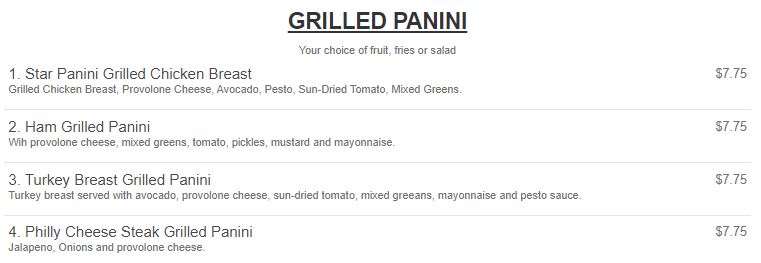 GRILLED PANINI
Your choice of fruit, fries or salad
1. Star Panini Grilled Chicken Breast $7.75
Grilled Chicken Breast, Provolone Cheese, Avocado, Pesto, Sun-Dried Tomato, Mixed Greens.
2. Ham Grilled Panini $7.75
Wih provolone cheese, mixed greens, tomato, pickles, mustard and mayonnaise.
3. Turkey Breast Grilled Panini $7.75
Turkey breast served with avocado, provolone cheese, sun-dried tomato, mixed greeans, mayonnaise and pesto sauce.
4. Philly Cheese Steak Grilled Panini $7.75
Jalapeno, Onions and provolone cheese.